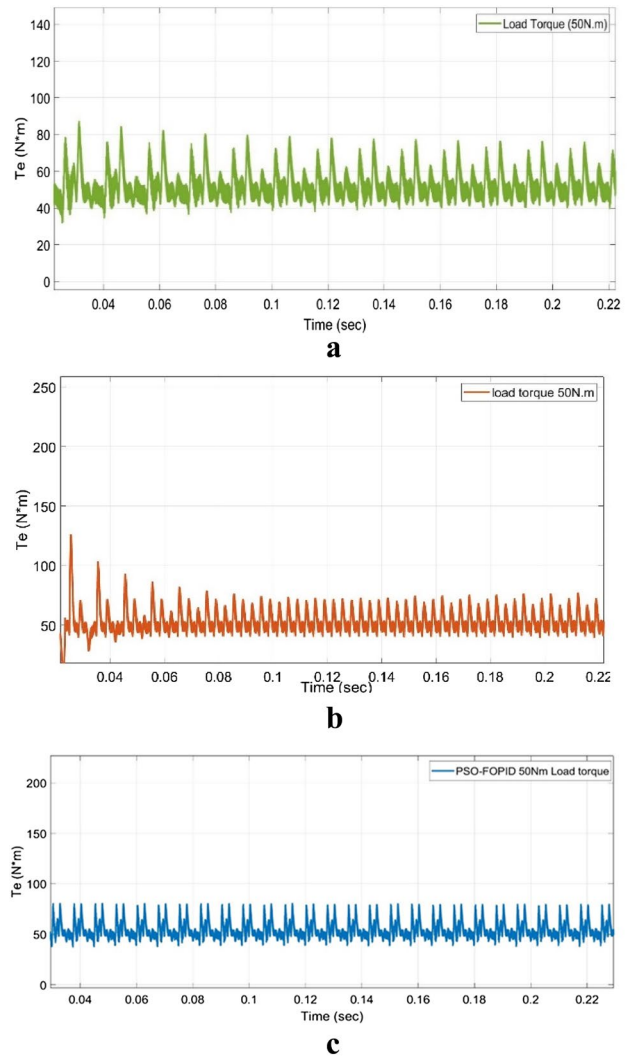 140
Load Torque (50N.m)
120
100
80
60
40
20
0
Te (N*m)
0.04 0.06 0.08 0.1 0.12 0.14 0.16 0.18 0.2 0.22
Time (sec)
a
250
load torque 50N.m
200
150
100
50
Te (N*m)
0.04 0.06 0.08 0.1 0.12 0.14 0.16 0.18 0.2 0.22
Time (sec)
b
200
PSO-FOPID 50Nm Load torque
150
100
50
0
Te (N*m)
0.04 0.06 0.08 0.1 0.12 0.14 0.16 0.18 0.2 0.22
Time (sec)
c